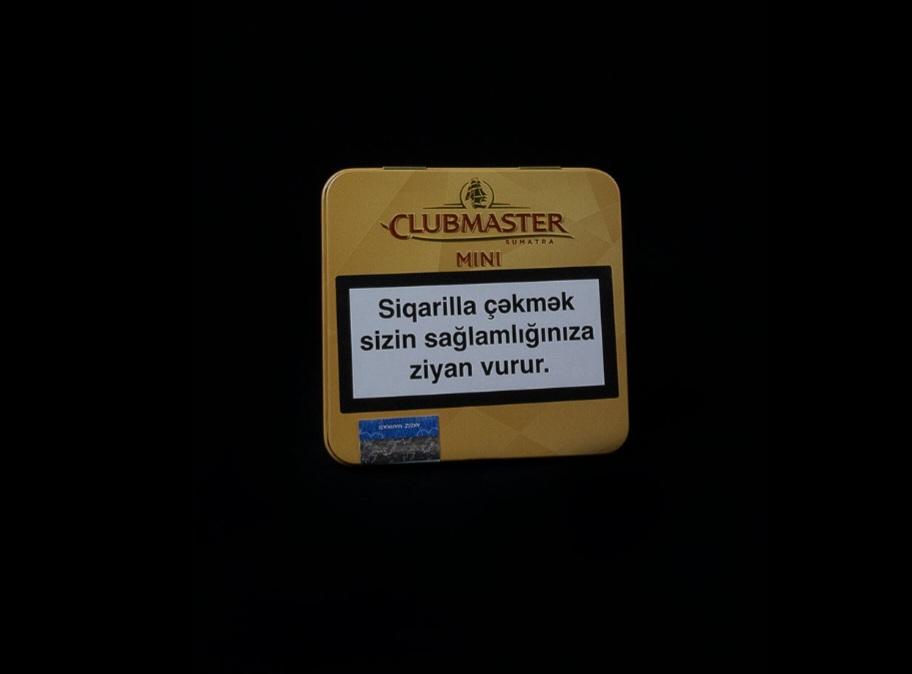 CLUBMASTER
SUMATRA
MINI
Siqarilla çəkmək
sizin sağlamlığınıza
ziyan vurur.